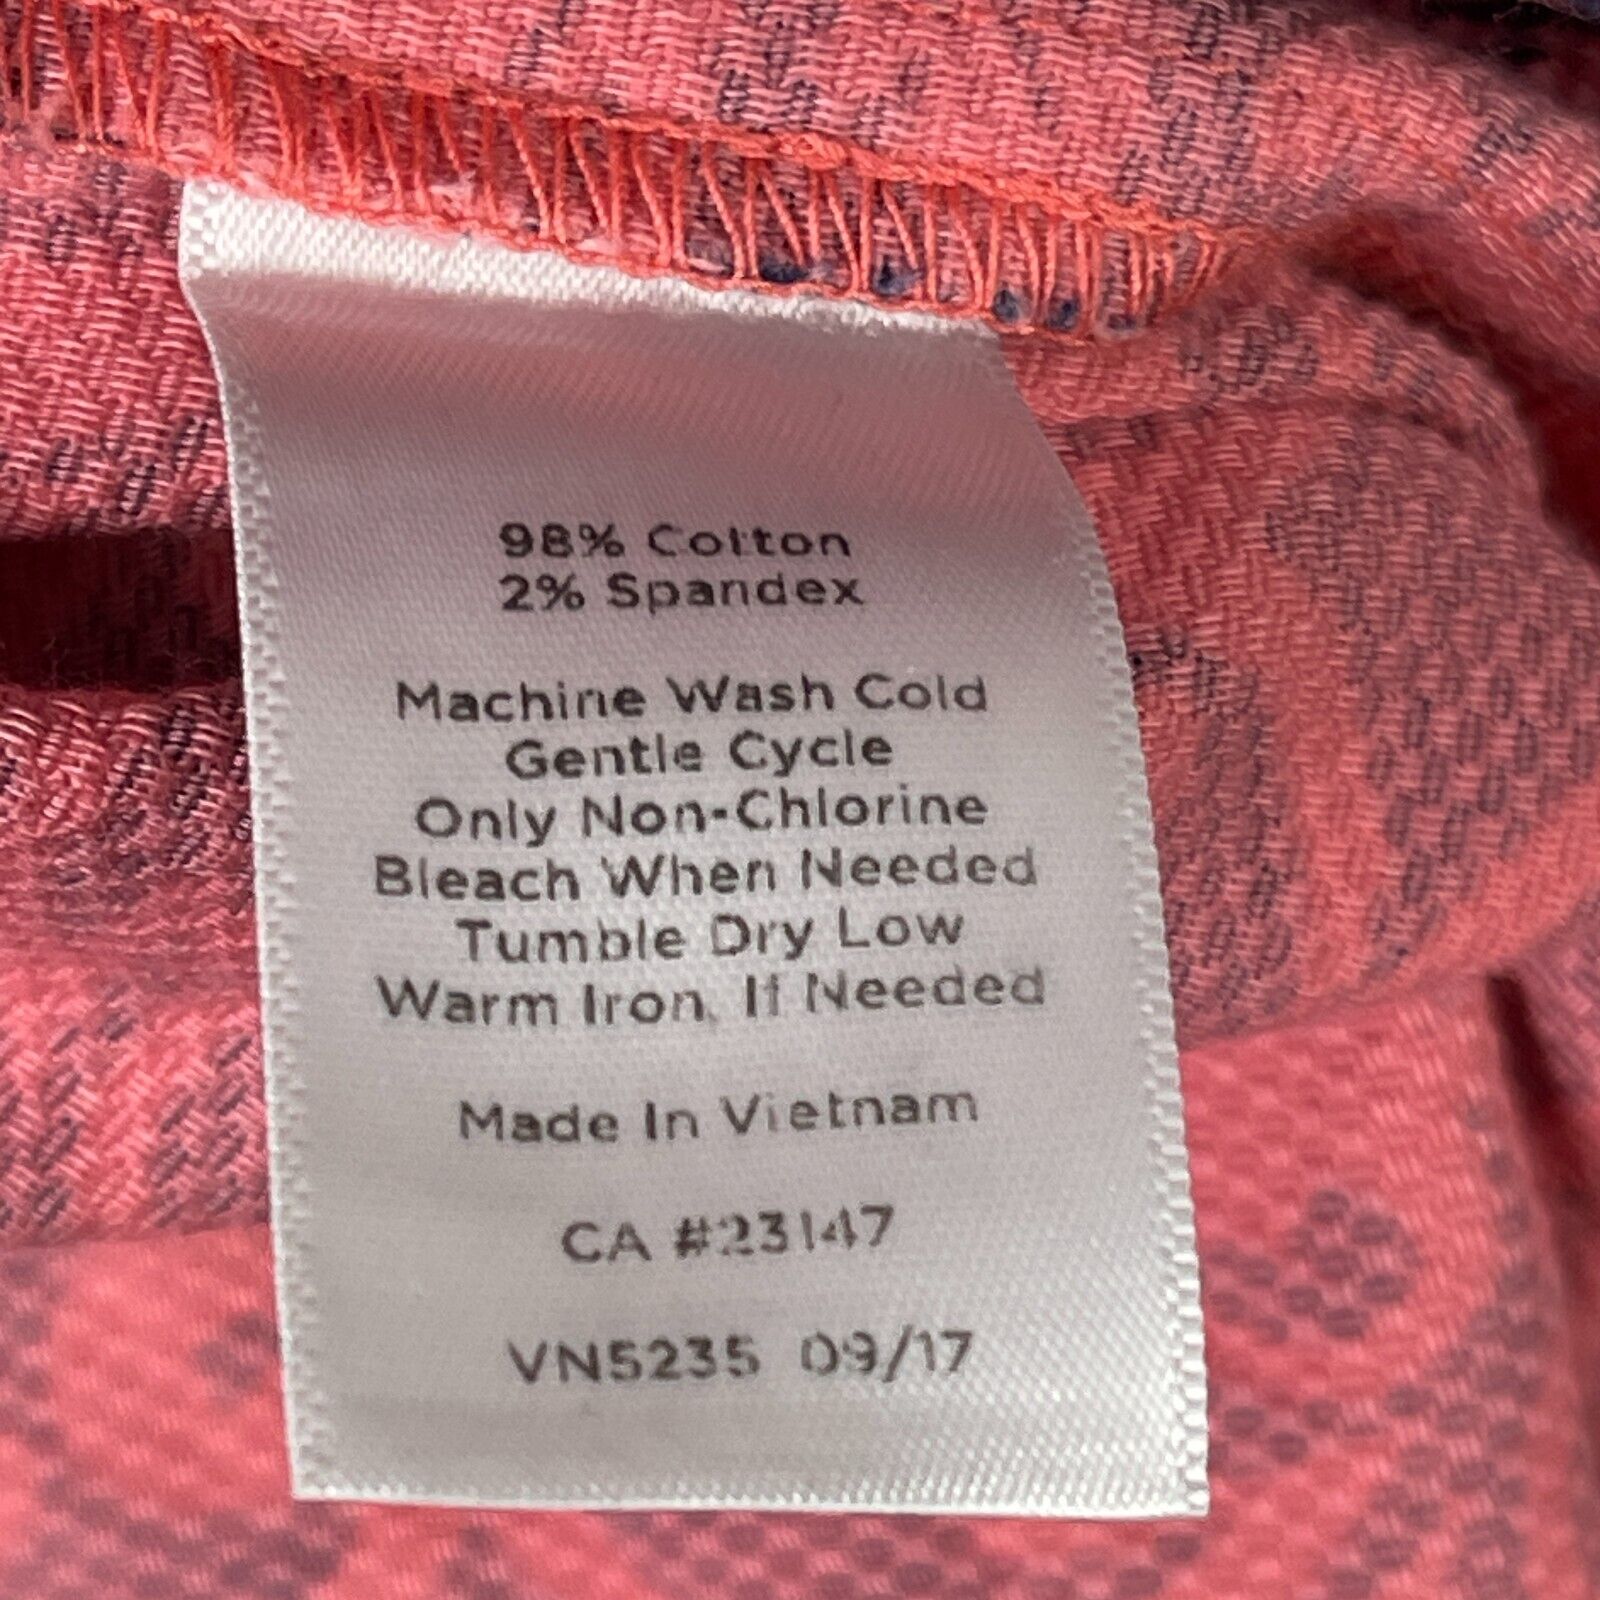 98% Cotton
2% Spandex
Machine Wash Cold
Gentle Cycle
Only Non-Chlorine
Bleach When Needed
Tumble Dry Low
Warm Iron, If Needed
Made In Vietnam
CA #23147
VN5235 09/17